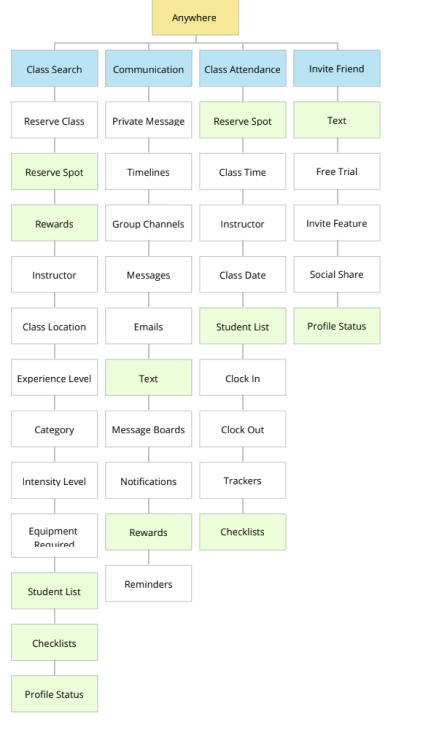 Anywhere
Class Search
Reserve Class
Reserve Spot
Rewards
Instructor
Class Location
Experience Level
Category
Intensity Level
Equipment
Required
Student List
Checklists
Profile Status
Communication
Private Message
Timelines
Group Channels
Messages
Emails
Text
Message Boards
Notifications
Rewards
Reminders
Class Attendance
Reserve Spot
Class Time
Instructor
Class Date
Student List
Clock In
Clock Out
Trackers
Checklists
Invite Friend
Text
Free Trial
Invite Feature
Social Share
Profile Status